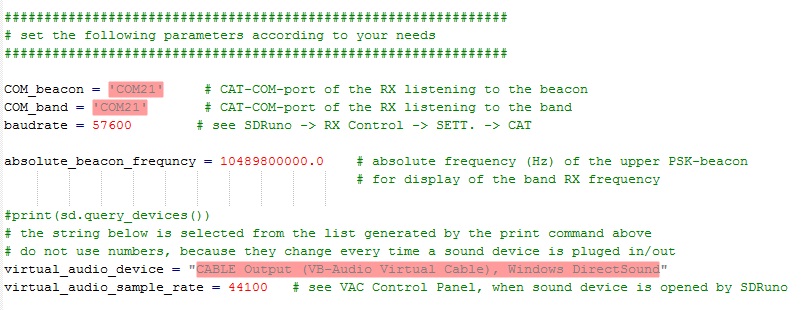 ###############################################################
# set the following parameters according to your needs
###############################################################
COM_beacon = 'COM21' # CAT-COM-port of the RX listening to the beacon
COM_band = 'COM21' # CAT-COM-port of the RX listening to the band
baudrate = 57600 # see SDRuno -> RX Control -> SETT. -> CAT
absolute_beacon_frequncy = 10489800000.0 # absolute frequency (Hz) of the upper PSK-beacon
# for display of the band RX frequency
#print(sd.query_devices())
# the string below is selected from the list generated by the print command above
# do not use numbers, because they change every time a sound device is pluged in/out
virtual_audio_device = "CABLE Output (VB-Audio Virtual Cable), Windows DirectSound"
virtual_audio_sample_rate = 44100 # see VAC Control Panel, when sound device is opened by SDRuno